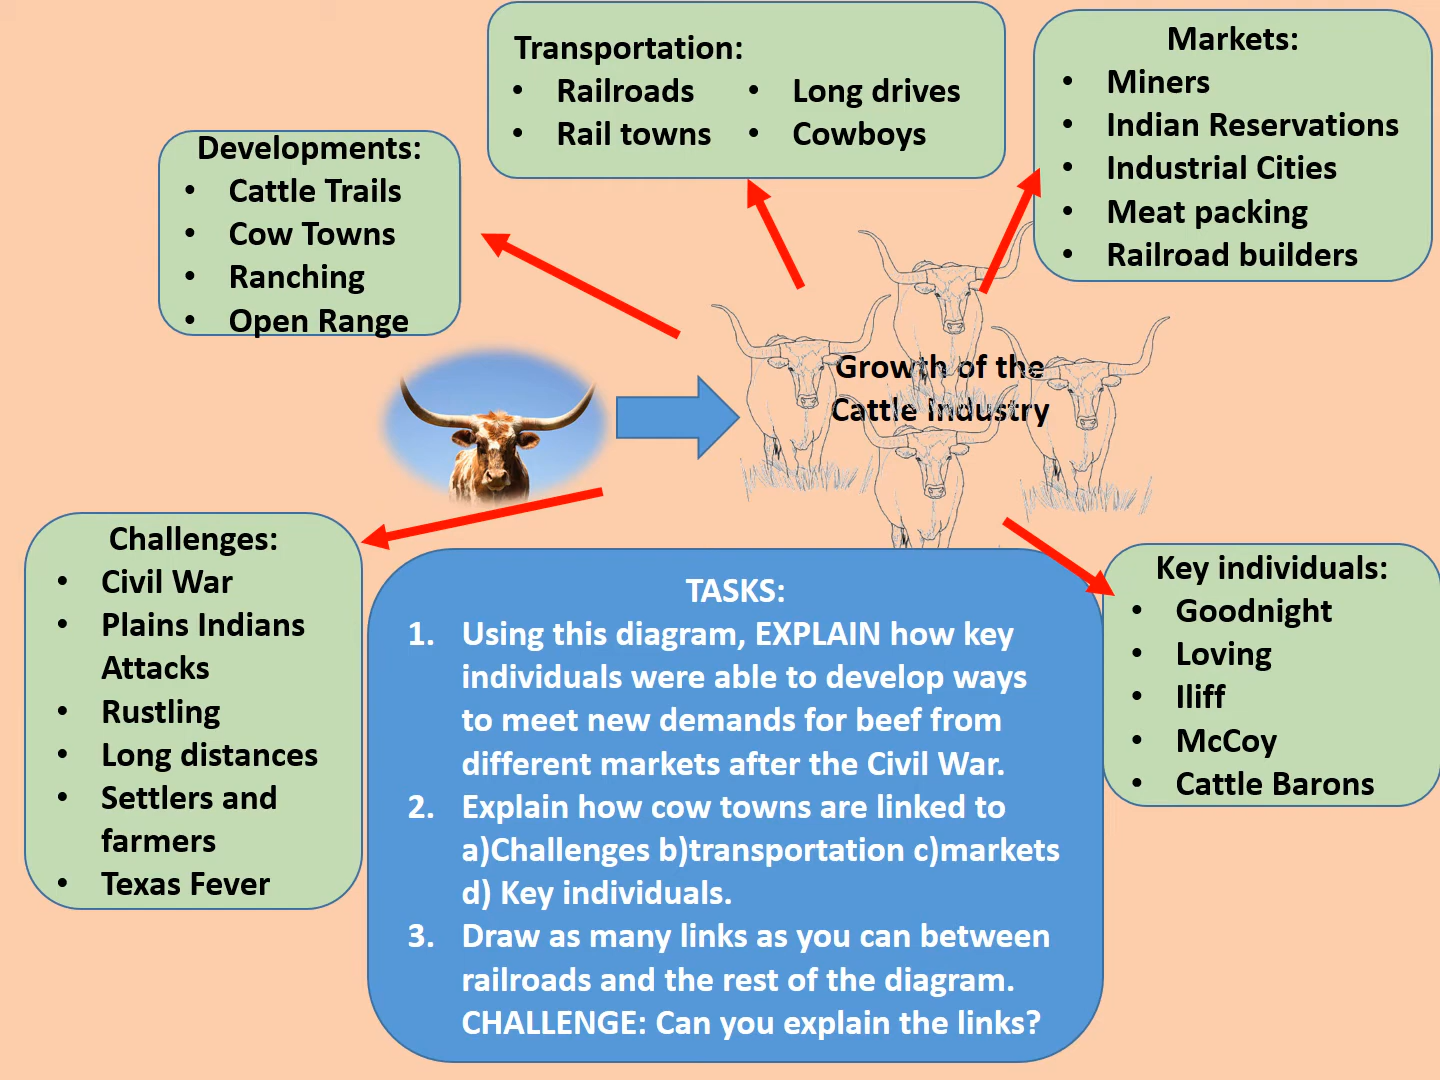 Transportation:
• Railroads
• Rail towns
• Long drives
• Cowboys
Markets:
• Miners
• Indian Reservations
• Industrial Cities
• Meat packing
• Railroad builders
Developments:
• Cattle Trails
• Cow Towns
• Ranching
• Open Range
Growth of the
Cattle Industry
Challenges:
• Civil War
• Plains Indians
Attacks
• Rustling
• Long distances
• Settlers and
farmers
• Texas Fever
TASKS:
1. Using this diagram, EXPLAIN how key
individuals were able to develop ways
to meet new demands for beef from
different markets after the Civil War.
2. Explain how cow towns are linked to
a)Challenges b)transportation c)markets
d) Key individuals.
3. Draw as many links as you can between
railroads and the rest of the diagram.
CHALLENGE: Can you explain the links?
Key individuals:
• Goodnight
• Loving
• Iliff
• McCoy
• Cattle Barons